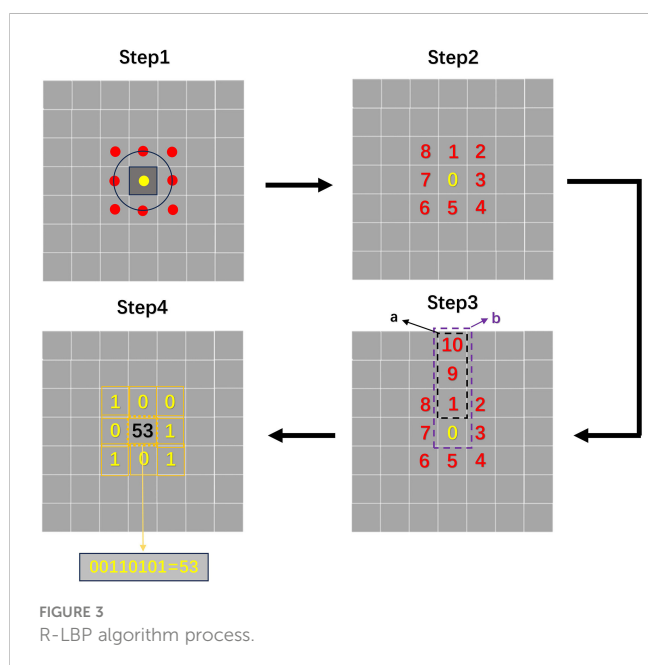 Step1
Step2
8 1 2
7 0 3
6 5 4
Step4
Step3
a
b
10
9
8 1 2
7 0 3
6 5 4
1 0 0
0 53 1
1 0 1
00110101=53
FIGURE 3
R-LBP algorithm process.